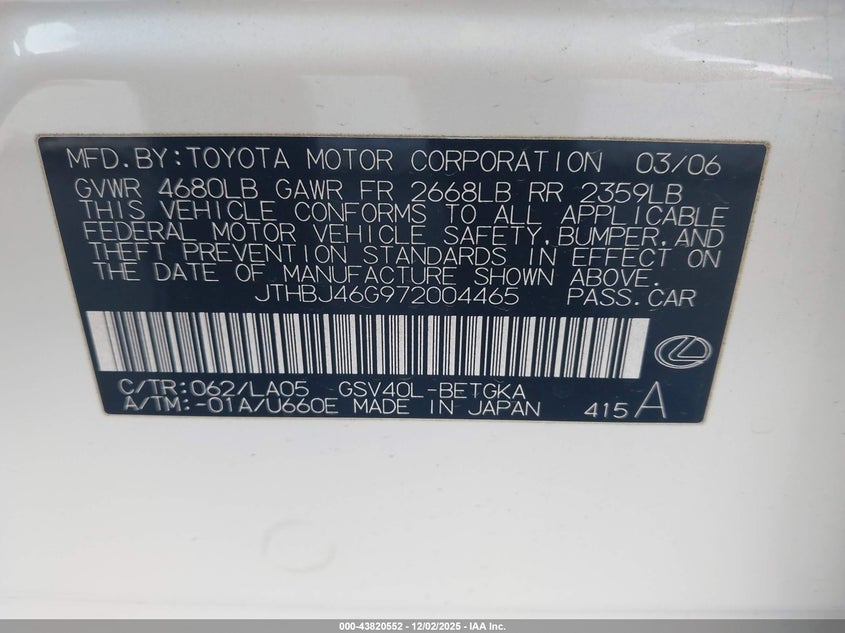 MFD.BY:TOYOTA MOTOR CORPORATION 03/06
GVWR 4680LB GAWR FR 2668LB RR 2359LB
THIS VEHICLE CONFORMS TO ALL APPLICABLE
FEDERAL MOTOR VEHICLE SAFETY,BUMPER,AND
THEFT PREVENTION STANDARDS IN EFFECT ON
THE DATE OF MANUFACTURE SHOWN ABOVE.
JTHBJ46G972004465 PASS.CAR
C/TR:062/LA05 GSV40L-BETGKA
A/TM:-01A/U660E MADE IN JAPAN 415 A
000-43820552 - 12/02/2025 - IAA Inc.